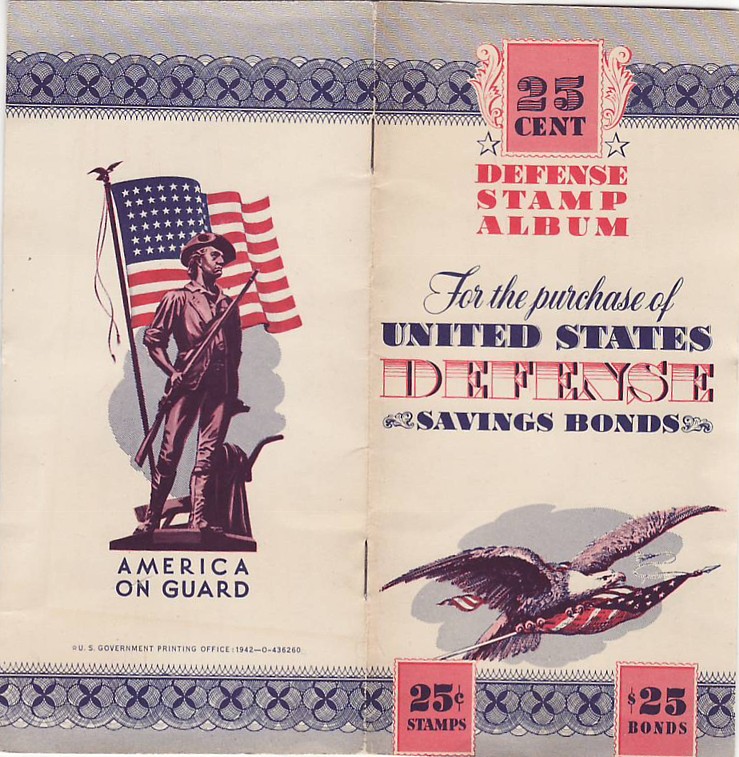 AMERICA
ON GUARD
☆U. S. GOVERNMENT PRINTING OFFICE : 1942—O-436260
25
CENT
DEFENSE
STAMP
ALBUM
For the purchase of
UNITED STATES
DEFENSE
SAVINGS BONDS
25¢
STAMPS
$25
BONDS